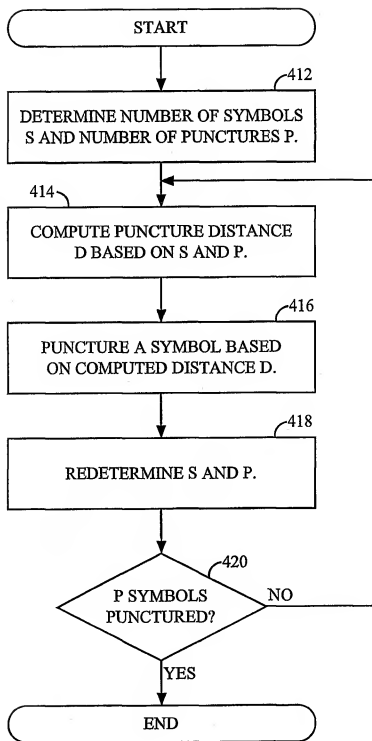 START
412
DETERMINE NUMBER OF SYMBOLS
S AND NUMBER OF PUNCTURES P.
414
COMPUTE PUNCTURE DISTANCE
D BASED ON S AND P.
416
PUNCTURE A SYMBOL BASED
ON COMPUTED DISTANCE D.
418
REDETERMINE S AND P.
420
P SYMBOLS
PUNCTURED?
NO
YES
END